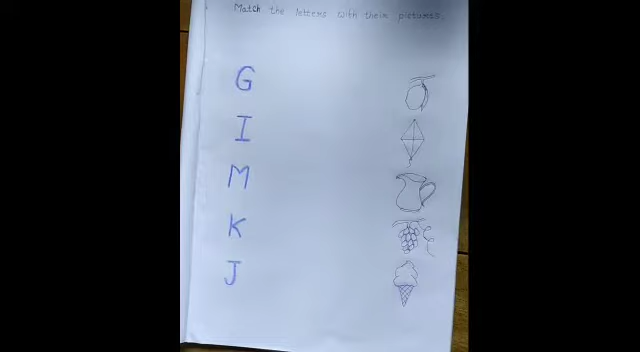 Match the letters with their pictures.
G
I
M
K
J